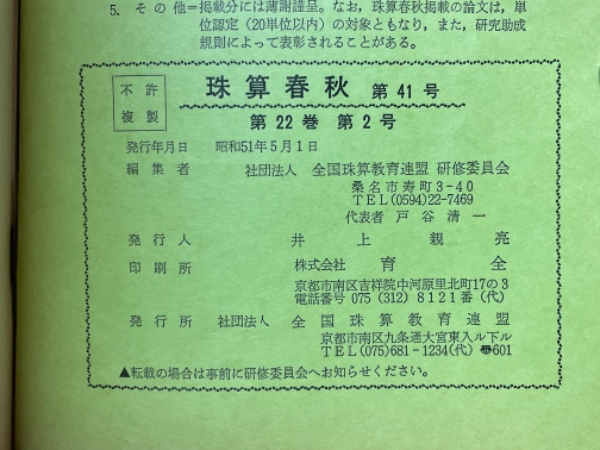 5. その他=掲載分には薄謝謹呈。なお，珠算春秋掲載の論文は，単
位認定（20単位以内）の対象ともなり，また，研究助成
規則によって表彰されることがある。
不許
複製
珠算春秋 第41号
第22巻 第2号
発行年月日 昭和51年5月1日
編集者 社団法人 全国珠算教育連盟 研修委員会
桑名市寿町3-40
TEL(0594)22-7469
代表者 戸谷清一
発行人 井上親亮
印刷所 株式会社 育全
京都市南区吉祥院中河原里北町17の3
電話番号 075（312）8121番（代）
発行所 社団法人 全国珠算教育連盟
京都市南区九条通大宮東入ル下ル
TEL(075)681-1234(代) 〠601
▲転載の場合は事前に研修委員会へお知らせください。